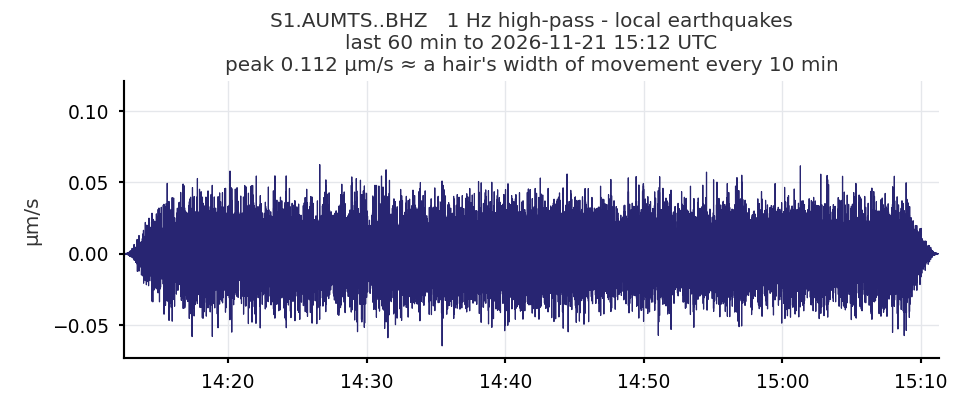 S1.AUMTS..BHZ   1 Hz high-pass - local earthquakes
last 60 min to 2026-11-21 15:12 UTC
peak 0.112 µm/s ≈ a hair's width of movement every 10 min
µm/s
0.10
0.05
0.00
−0.05
14:20 14:30 14:40 14:50 15:00 15:10